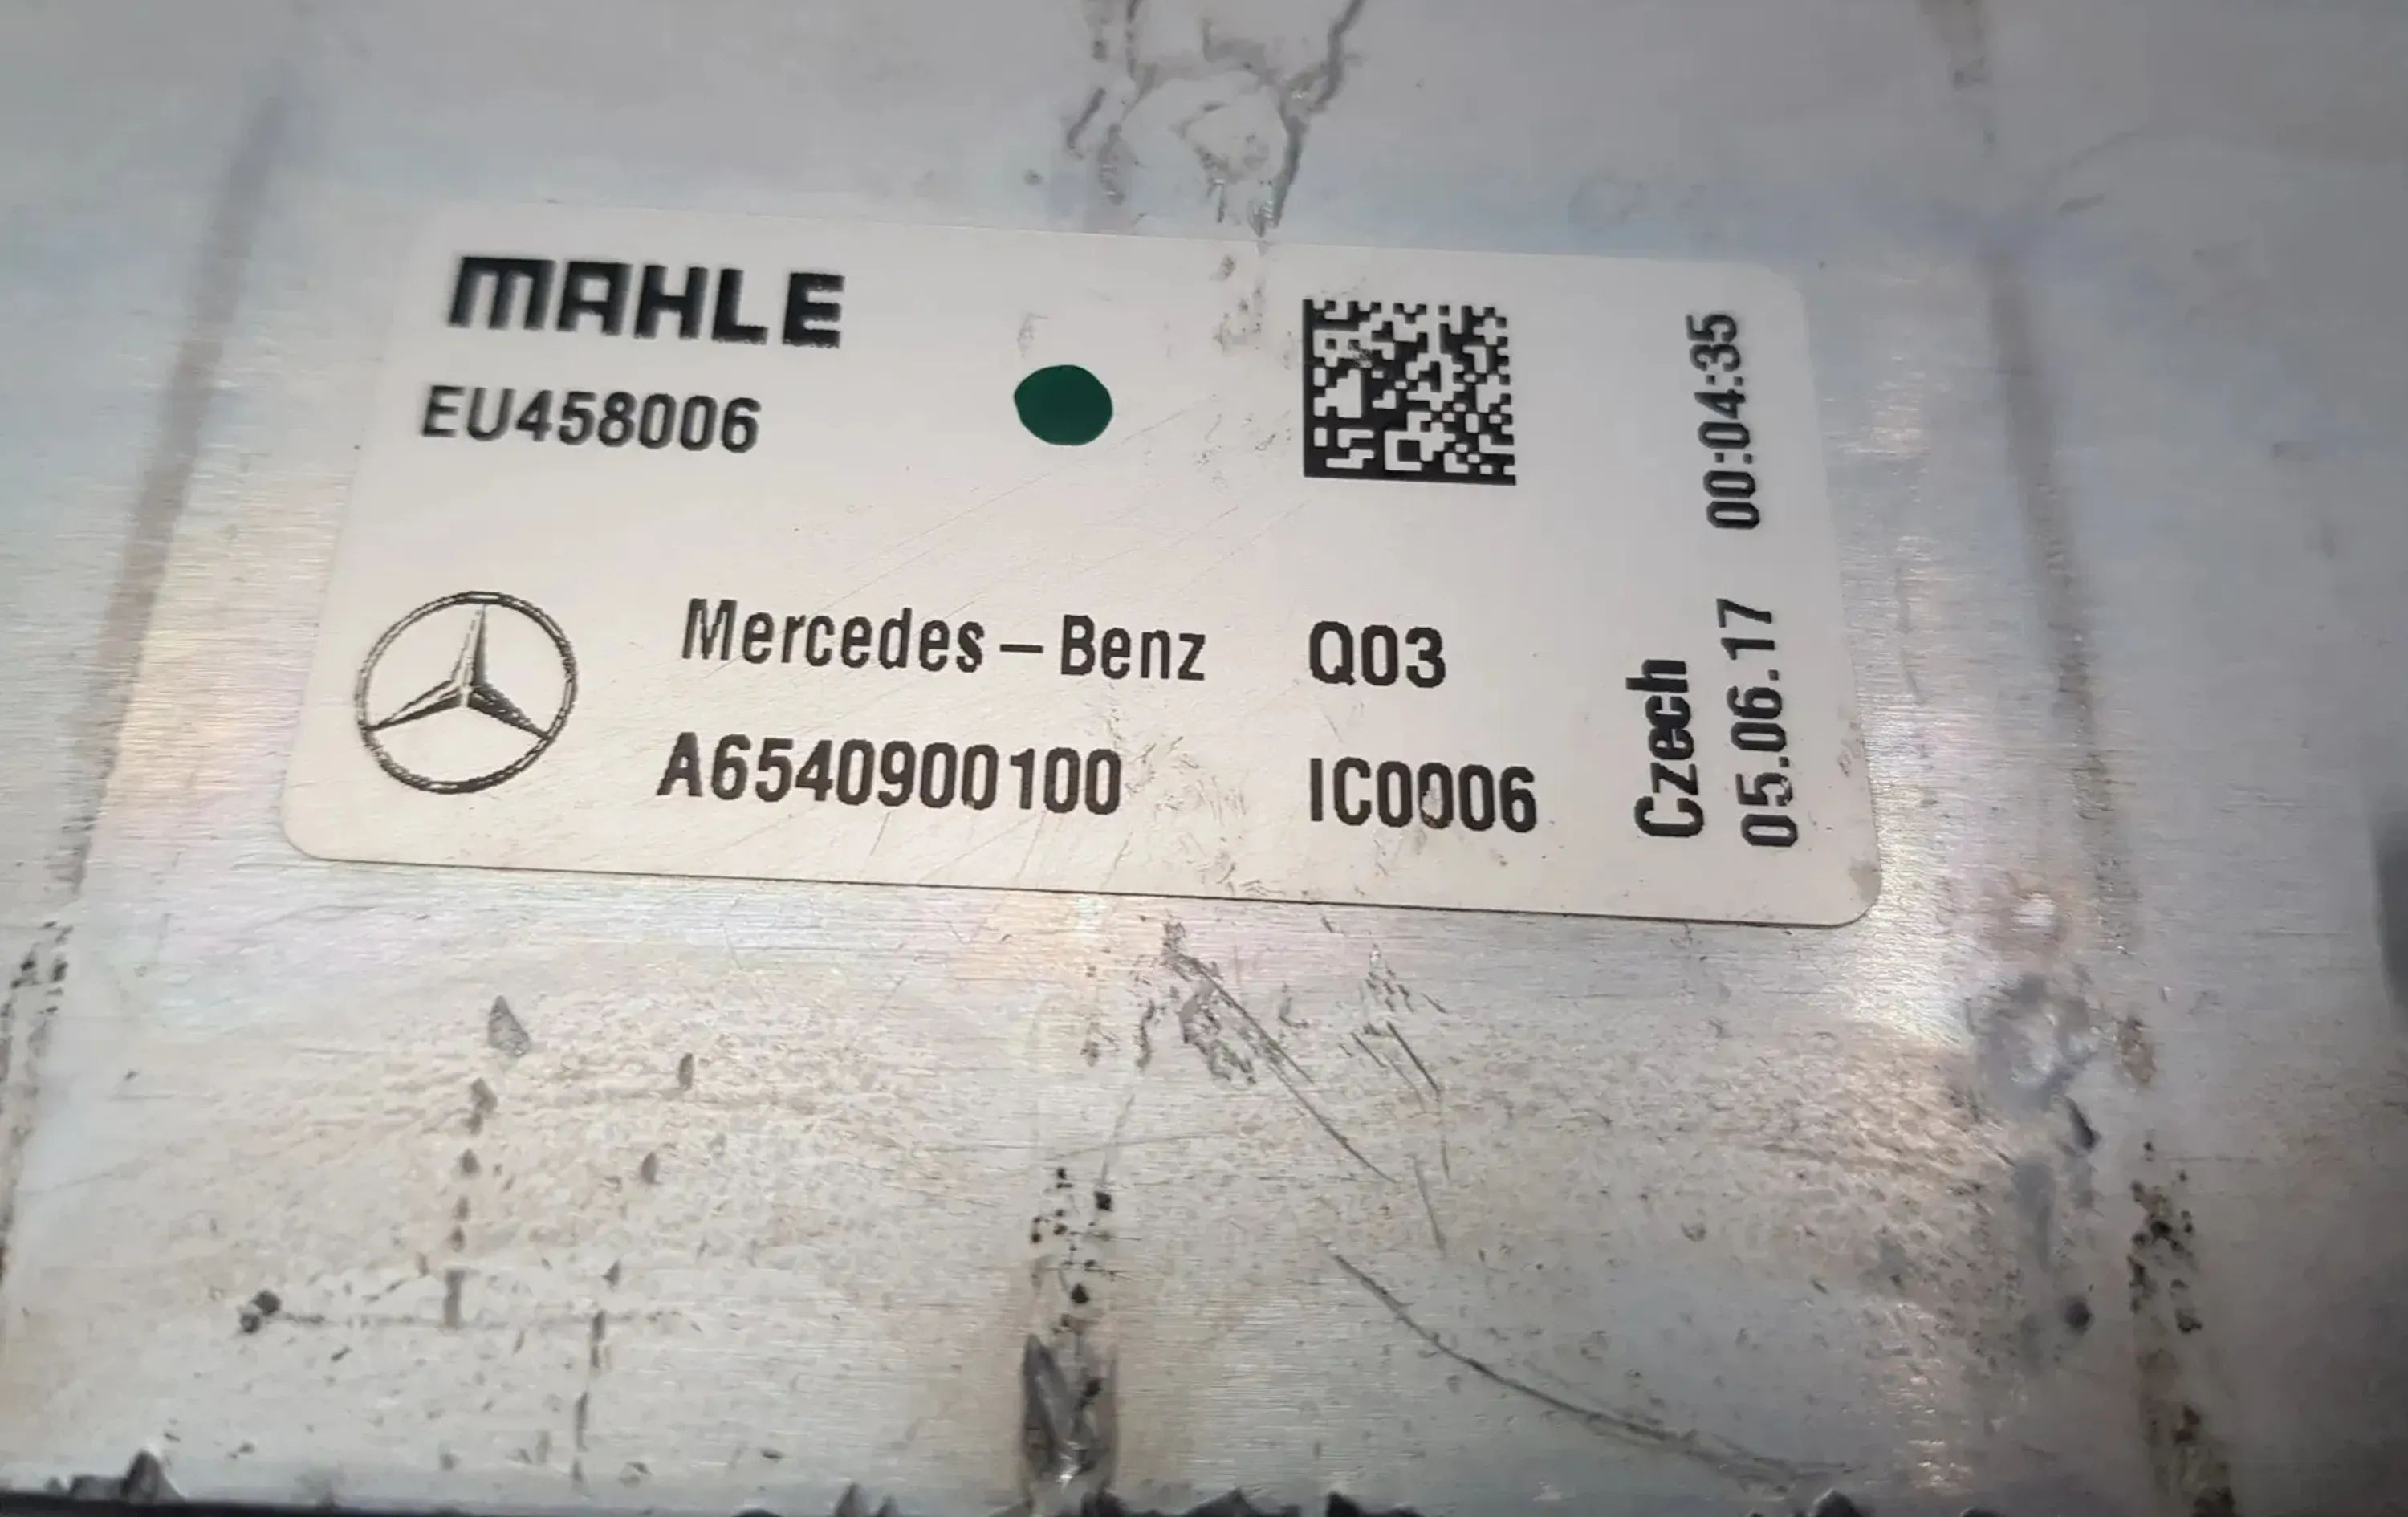 MAHLE
EU458006
Mercedes-Benz Q03
A6540900100 IC0006
Czech
05.06.17 00:04:35